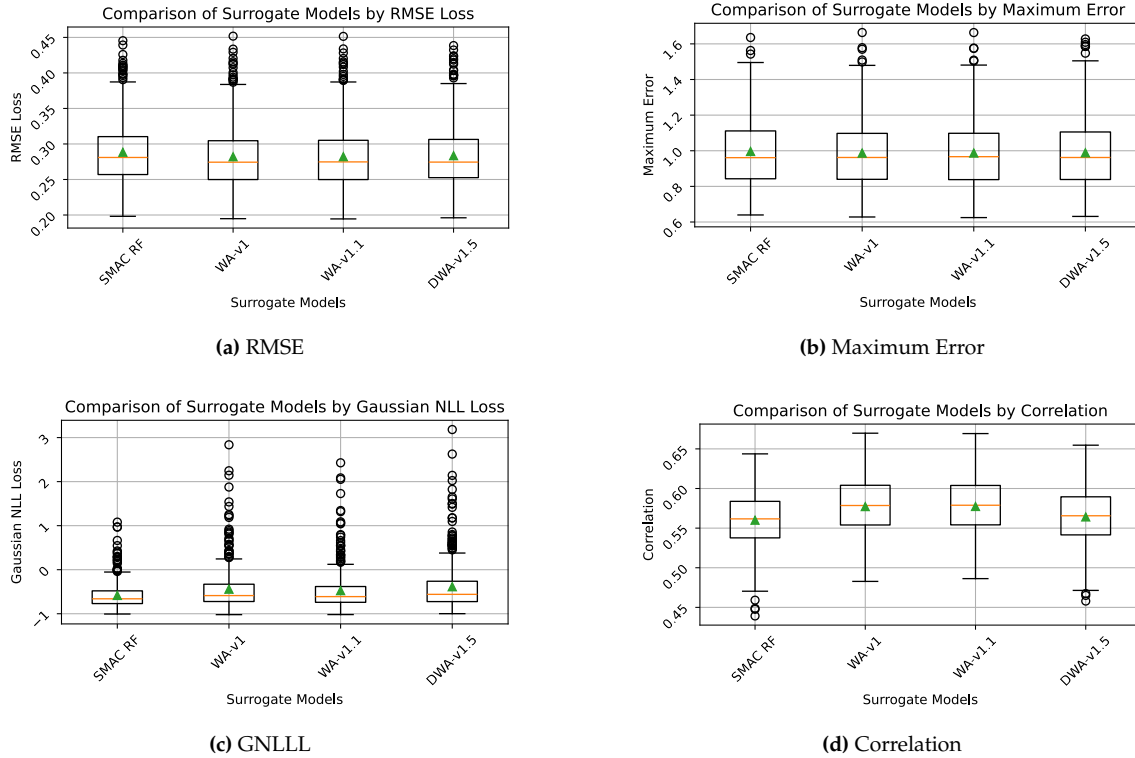 Comparison of Surrogate Models by RMSE Loss
0.45
0.40
0.35
0.30
0.25
0.20
RMSE Loss
SMAC RF
WA-v1
WA-v1.1
DWA-v1.5
Surrogate Models
(a) RMSE
Comparison of Surrogate Models by Maximum Error
1.6
1.4
1.2
1.0
0.8
0.6
Maximum Error
SMAC RF
WA-v1
WA-v1.1
DWA-v1.5
Surrogate Models
(b) Maximum Error
Comparison of Surrogate Models by Gaussian NLL Loss
3
2
1
0
−1
Gaussian NLL Loss
SMAC RF
WA-v1
WA-v1.1
DWA-v1.5
Surrogate Models
(c) GNLLL
Comparison of Surrogate Models by Correlation
0.65
0.60
0.55
0.50
0.45
Correlation
SMAC RF
WA-v1
WA-v1.1
DWA-v1.5
Surrogate Models
(d) Correlation